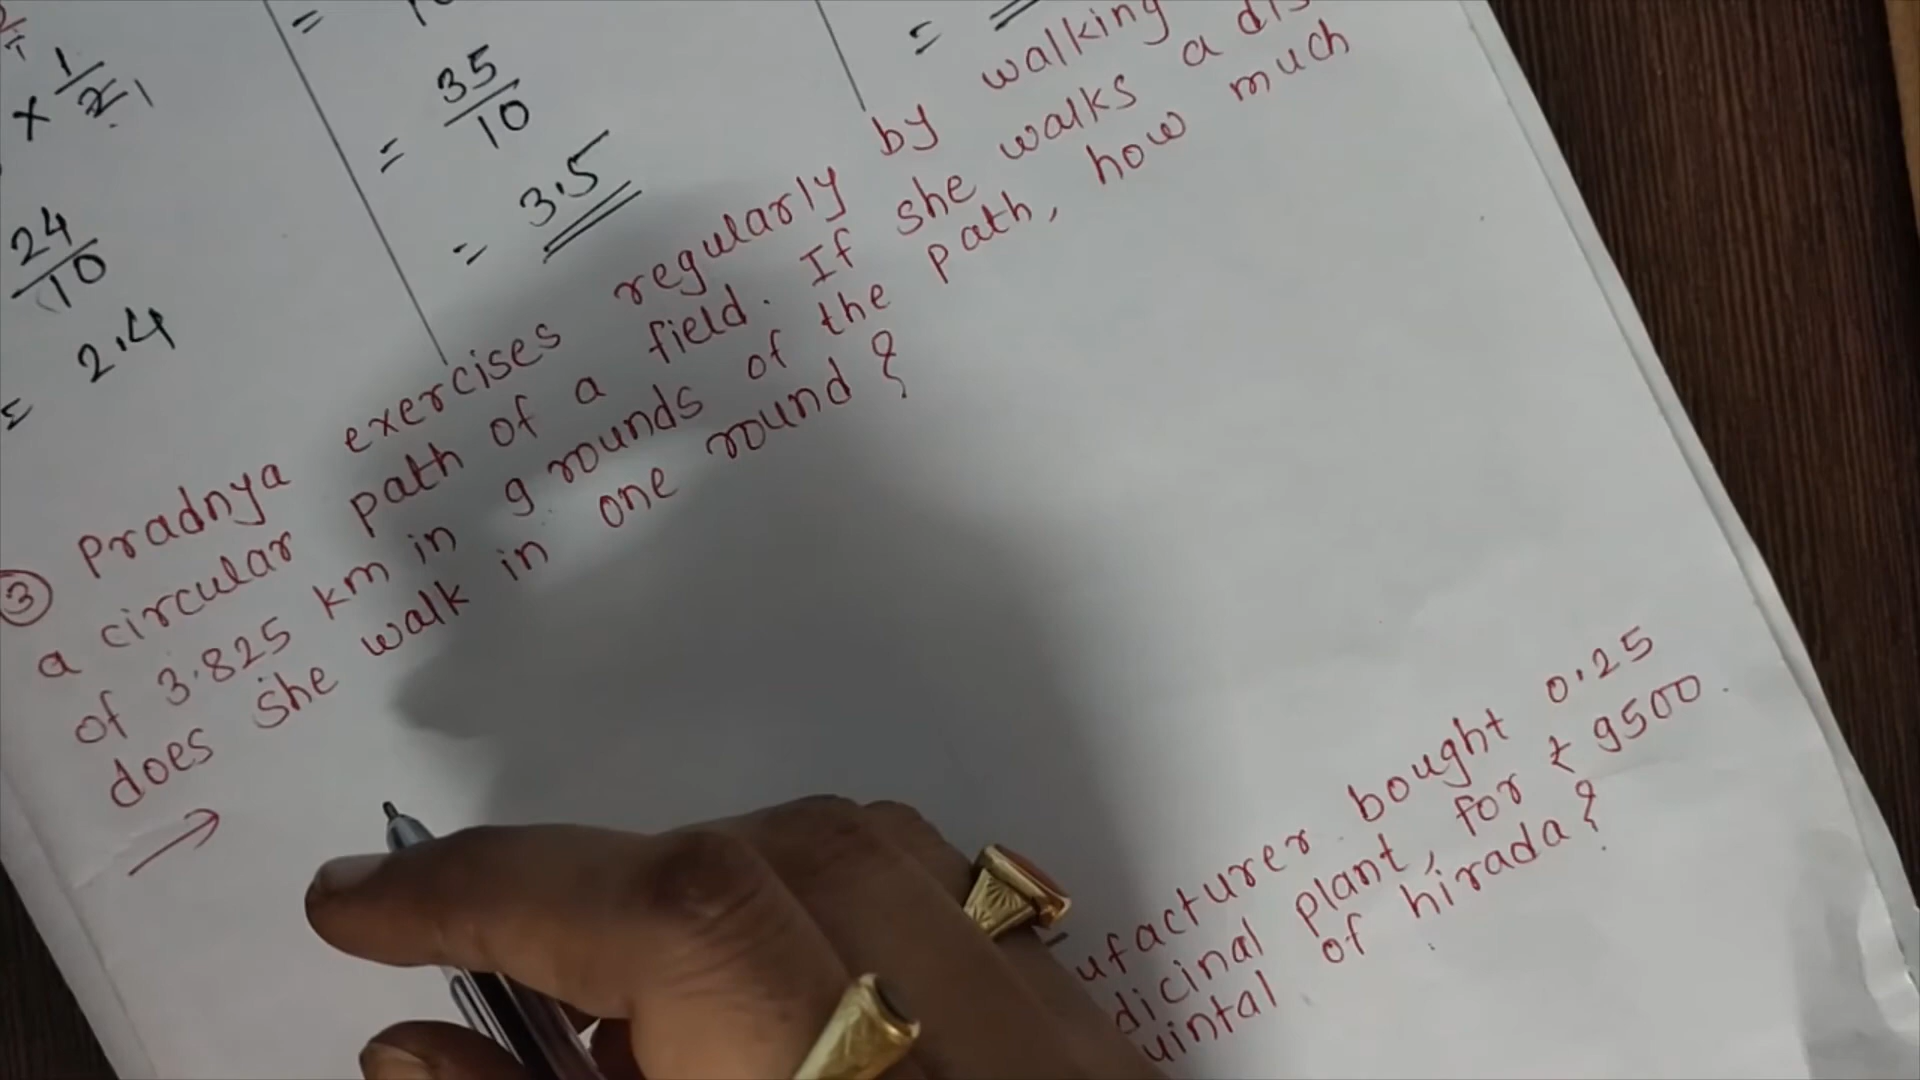 × 1/2 1
24/10
= 2.4
=
= 35/10
= 3.5
=
③ Pradnya exercises regularly by walking
a circular path of a field. If she walks a dis
of 3.825 km in 9 rounds of the path, how much
does she walk in one round ?
→
ufacturer bought 0.25
dicinal plant, for ₹ 9500.
uintal of hirada?